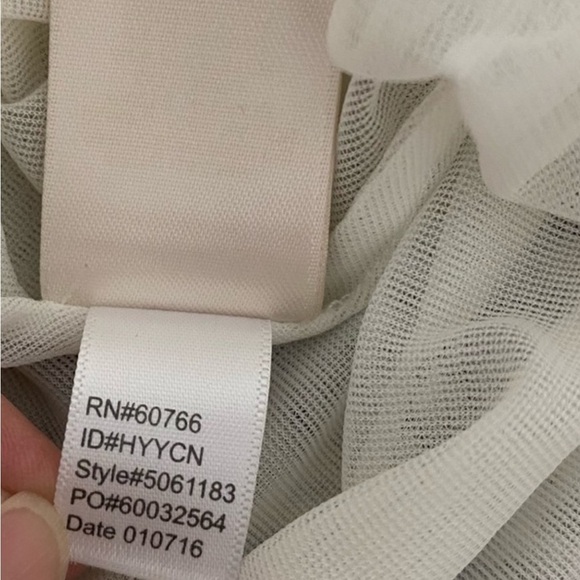 RN#60766
ID#HYYCN
Style#5061183
PO#60032564
Date 010716